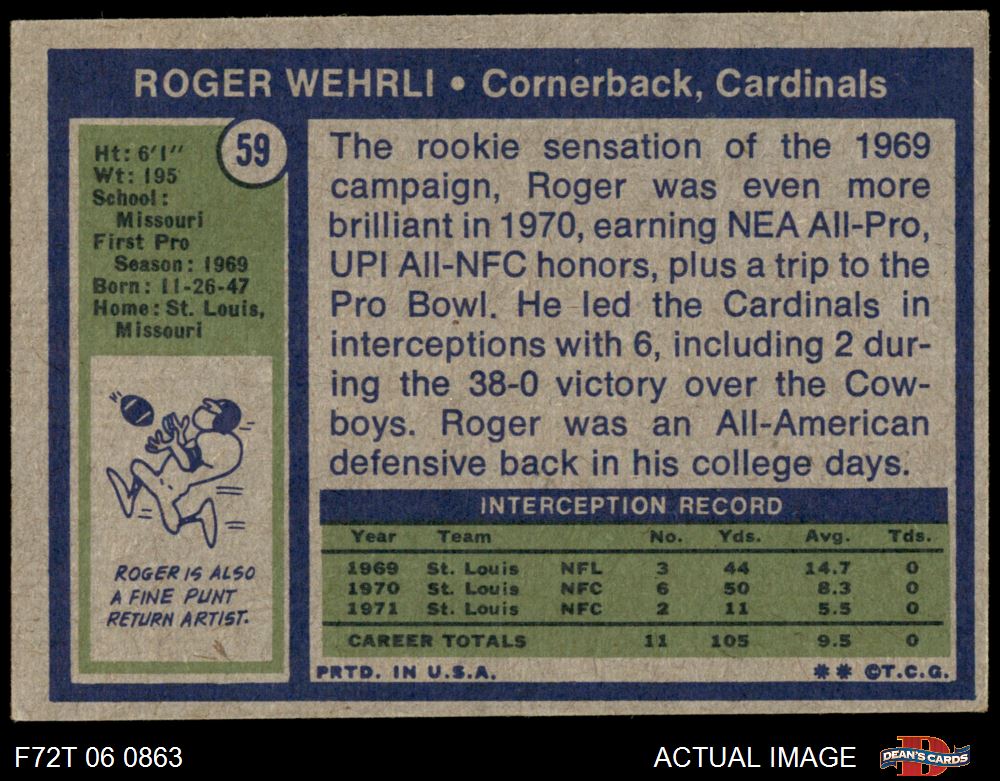 ROGER WEHRLI • Cornerback, Cardinals
59
Ht: 6'1"
Wt: 195
School:
Missouri
First Pro
Season: 1969
Born: 11-26-47
Home: St. Louis,
Missouri
ROGER IS ALSO
A FINE PUNT
RETURN ARTIST.
The rookie sensation of the 1969
campaign, Roger was even more
brilliant in 1970, earning NEA All-Pro,
UPI All-NFC honors, plus a trip to the
Pro Bowl. He led the Cardinals in
interceptions with 6, including 2 dur-
ing the 38-0 victory over the Cow-
boys. Roger was an All-American
defensive back in his college days.
INTERCEPTION RECORD
Year Team No. Yds. Avg. Tds.
1969 St. Louis NFL 3 44 14.7 0
1970 St. Louis NFC 6 50 8.3 0
1971 St. Louis NFC 2 11 5.5 0
CAREER TOTALS 11 105 9.5 0
PRTD. IN U.S.A. ** ©T.C.G.
F72T 06 0863 ACTUAL IMAGE D DEAN'S CARDS